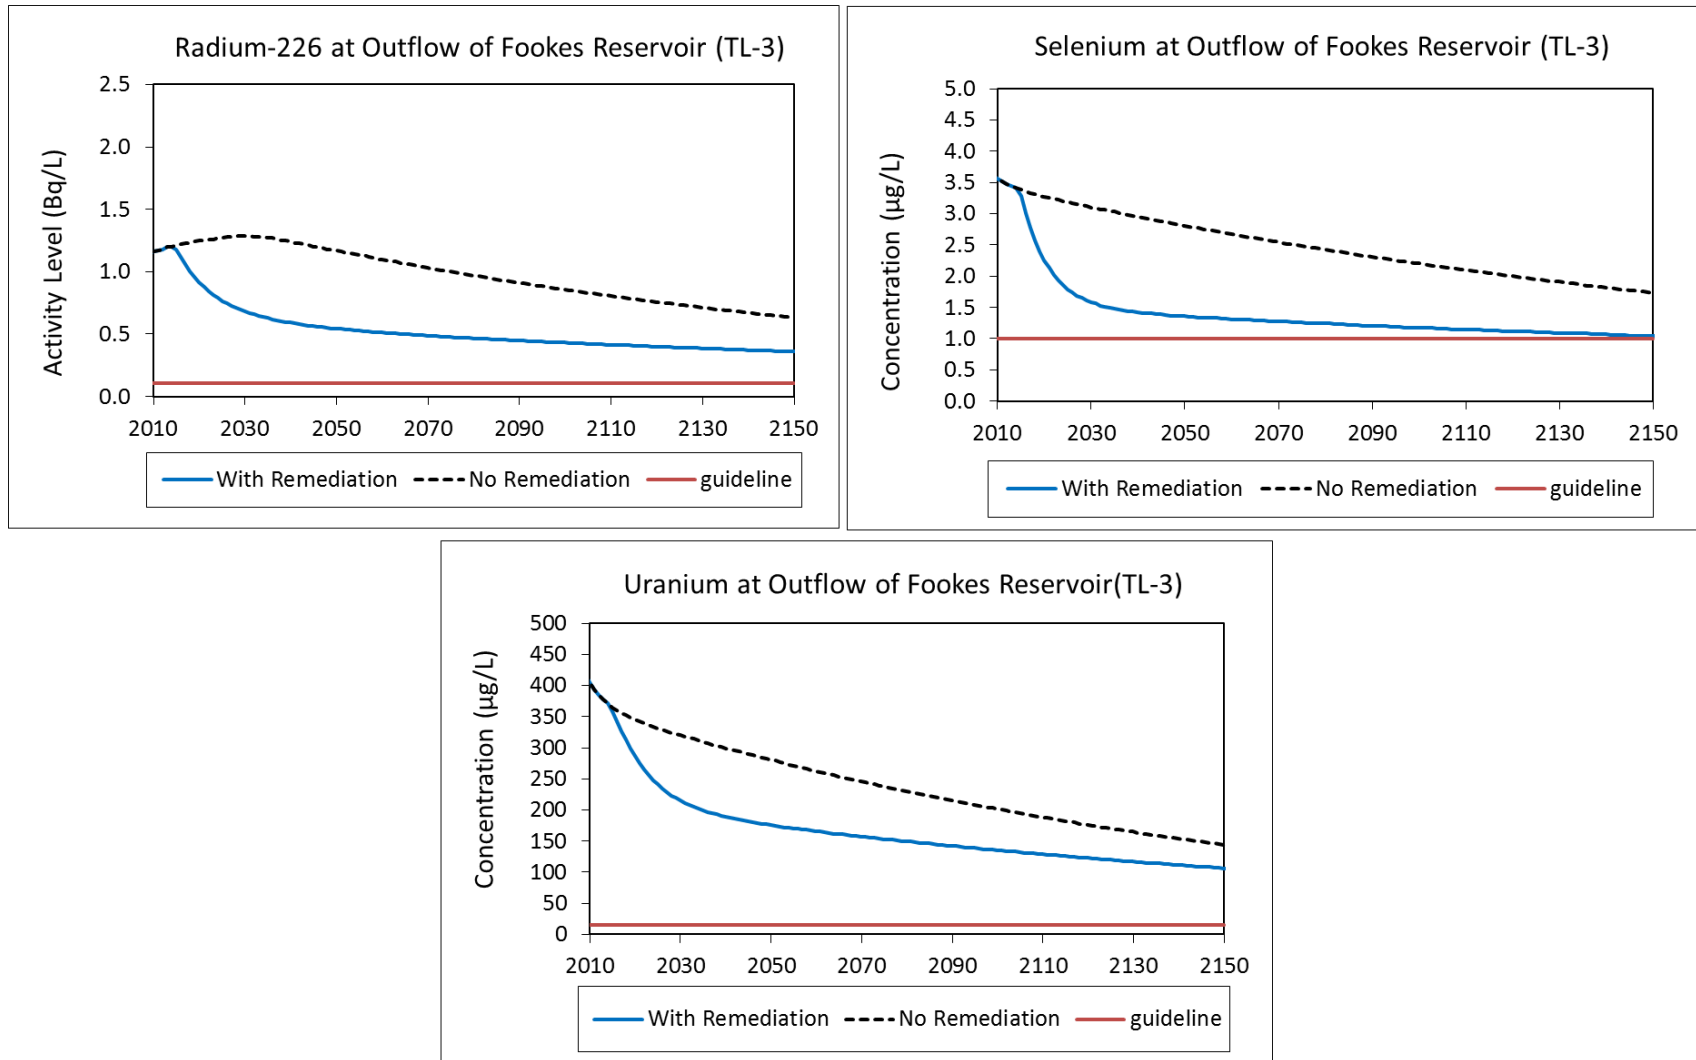 Radium-226 at Outflow of Fookes Reservoir (TL-3)
Activity Level (Bq/L)
2.5
2.0
1.5
1.0
0.5
0.0
2010 2030 2050 2070 2090 2110 2130 2150
With Remediation No Remediation guideline
Selenium at Outflow of Fookes Reservoir (TL-3)
Concentration (µg/L)
5.0
4.5
4.0
3.5
3.0
2.5
2.0
1.5
1.0
0.5
0.0
2010 2030 2050 2070 2090 2110 2130 2150
With Remediation No Remediation guideline
Uranium at Outflow of Fookes Reservoir(TL-3)
Concentration (µg/L)
500
450
400
350
300
250
200
150
100
50
0
2010 2030 2050 2070 2090 2110 2130 2150
With Remediation No Remediation guideline